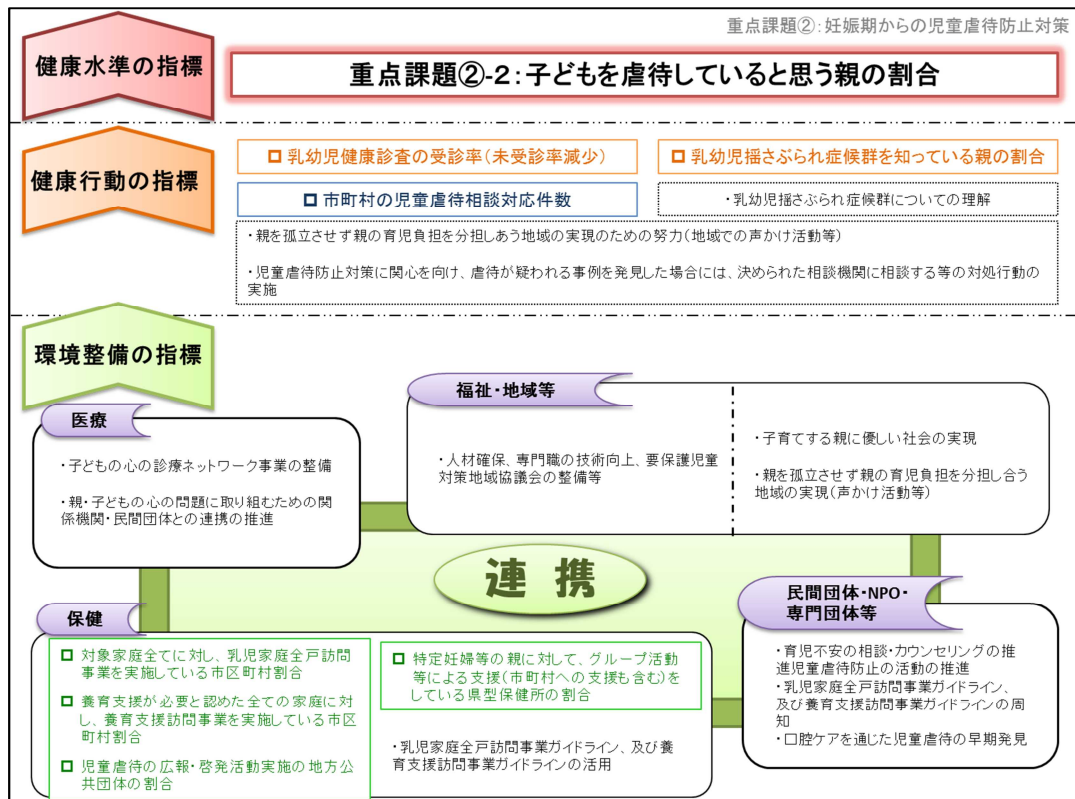 重点課題②:妊娠期からの児童虐待防止対策
健康水準の指標
重点課題②-2:子どもを虐待していると思う親の割合
健康行動の指標
□ 乳幼児健康診査の受診率(未受診率減少)
□ 乳幼児揺さぶられ症候群を知っている親の割合
□ 市町村の児童虐待相談対応件数
・乳幼児揺さぶられ症候群についての理解
・親を孤立させず親の育児負担を分担しあう地域の実現のための努力(地域での声かけ活動等)
・児童虐待防止対策に関心を向け、虐待が疑われる事例を発見した場合には、決められた相談機関に相談する等の対処行動の
実施
環境整備の指標
医療
・子どもの心の診療ネットワーク事業の整備
・親・子どもの心の問題に取り組むための関
係機関・民間団体との連携の推進
福祉・地域等
・人材確保、専門職の技術向上、要保護児童
対策地域協議会の整備等
・子育てする親に優しい社会の実現
・親を孤立させず親の育児負担を分担し合う
地域の実現(声かけ活動等)
連携
保健
□ 対象家庭全てに対し、乳児家庭全戸訪問
事業を実施している市区町村割合
□ 養育支援が必要と認めた全ての家庭に対
し、養育支援訪問事業を実施している市区
町村割合
□ 児童虐待の広報・啓発活動実施の地方公
共団体の割合
□ 特定妊婦等の親に対して、グループ活動
等による支援(市町村への支援も含む)を
している県型保健所の割合
・乳児家庭全戸訪問事業ガイドライン、及び養
育支援訪問事業ガイドラインの活用
民間団体・NPO・
専門団体等
・育児不安の相談・カウンセリングの推
進児童虐待防止の活動の推進
・乳児家庭全戸訪問事業ガイドライン、
及び養育支援訪問事業ガイドラインの周
知
・口腔ケアを通じた児童虐待の早期発見